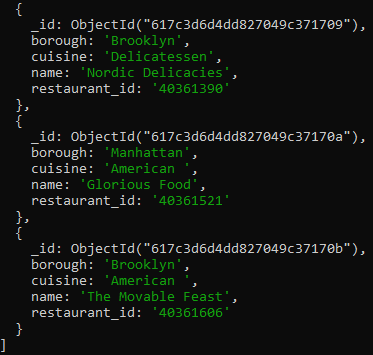 {
_id: ObjectId("617c3d6d4dd827049c371709"),
borough: 'Brooklyn',
cuisine: 'Delicatessen',
name: 'Nordic Delicacies',
restaurant_id: '40361390'
},
{
_id: ObjectId("617c3d6d4dd827049c37170a"),
borough: 'Manhattan',
cuisine: 'American ',
name: 'Glorious Food',
restaurant_id: '40361521'
},
{
_id: ObjectId("617c3d6d4dd827049c37170b"),
borough: 'Brooklyn',
cuisine: 'American ',
name: 'The Movable Feast',
restaurant_id: '40361606'
}
]